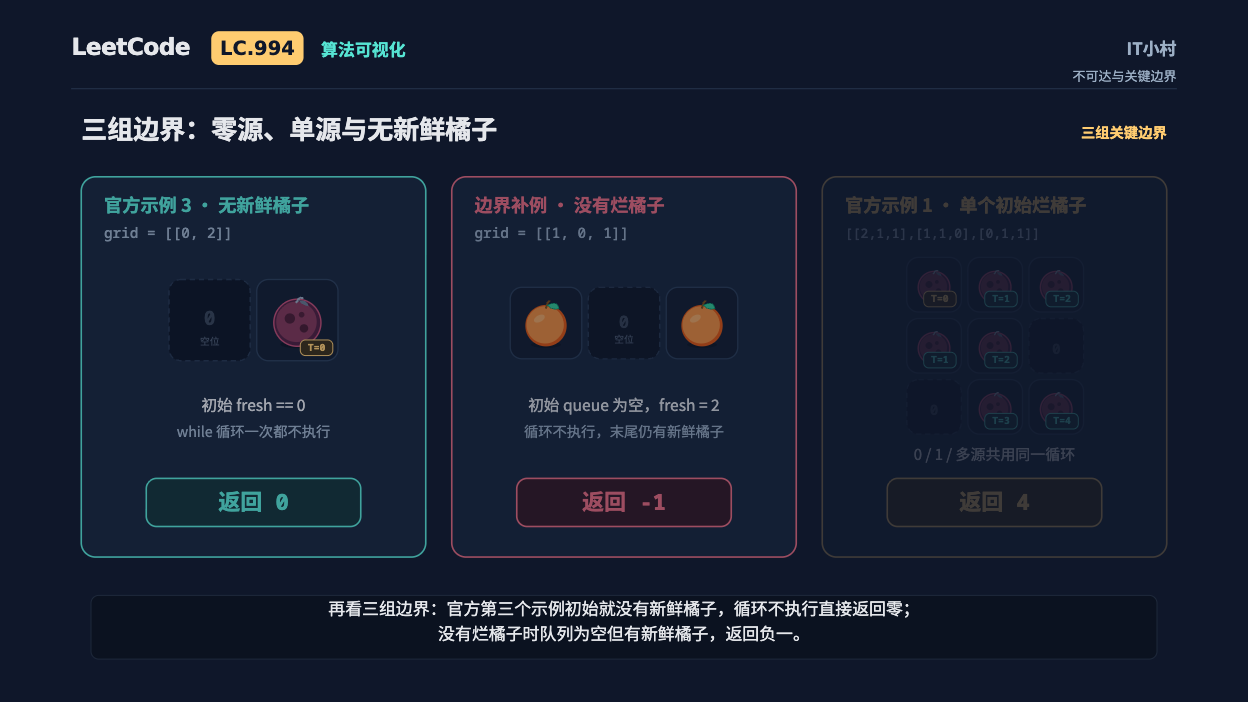 LeetCode LC.994 算法可视化
IT小村
不可达与关键边界
三组边界：零源、单源与无新鲜橘子
三组关键边界
官方示例 3 · 无新鲜橘子
grid = [[0, 2]]
0
空位
T=0
初始 fresh == 0
while 循环一次都不执行
返回 0
边界补例 · 没有烂橘子
grid = [[1, 0, 1]]
0
空位
初始 queue 为空，fresh = 2
循环不执行，末尾仍有新鲜橘子
返回 -1
官方示例 1 · 单个初始烂橘子
[[2,1,1],[1,1,0],[0,1,1]]
T=0 T=1 T=2
T=1 T=2 0
0 T=3 T=4
0 / 1 / 多源共用同一循环
返回 4
再看三组边界：官方第三个示例初始就没有新鲜橘子，循环不执行直接返回零；
没有烂橘子时队列为空但有新鲜橘子，返回负一。